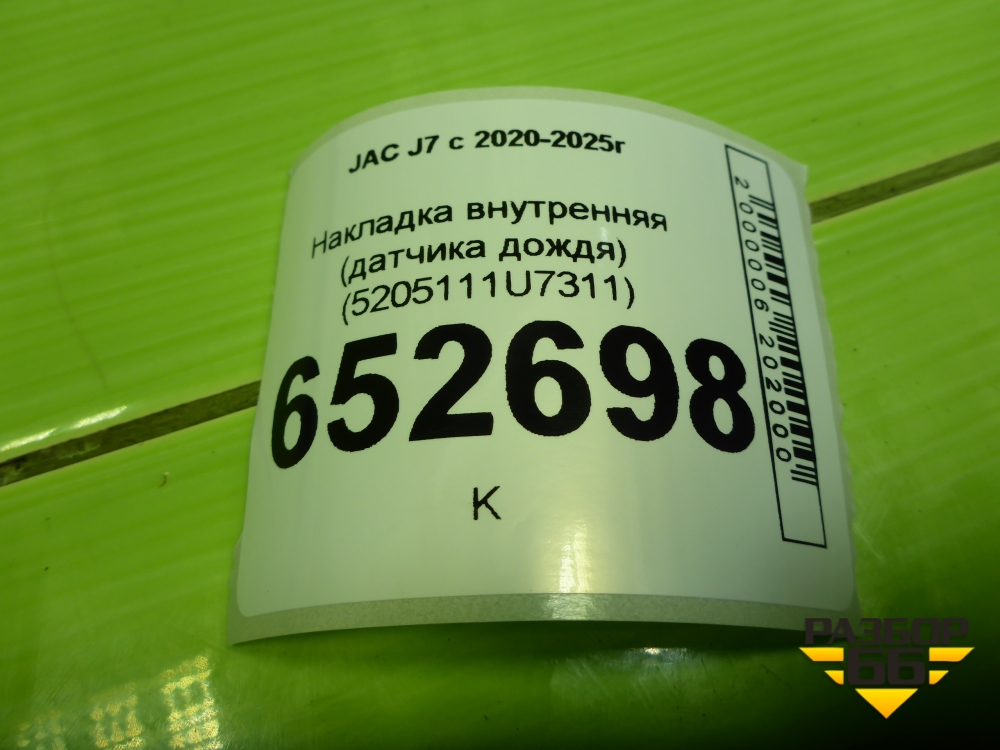 JAC J7 с 2020-2025г
Накладка внутренняя
(датчика дождя)
(5205111U7311)
652698
К
2000006202000
РАЗБОР
66